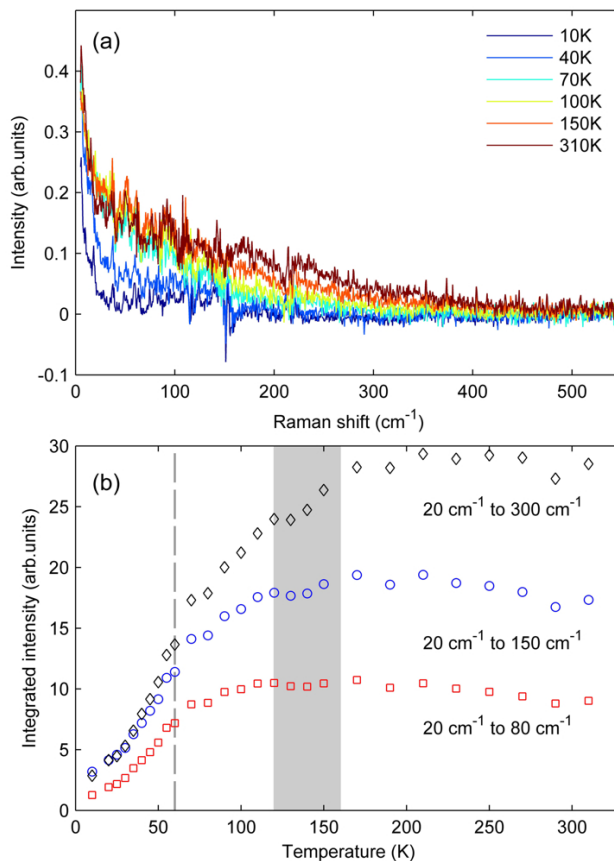 (a)
10K
40K
70K
100K
150K
310K
0.4
0.3
0.2
0.1
0
-0.1
Intensity (arb.units)
0 100 200 300 400 500
Raman shift (cm⁻¹)
(b)
30
25
20
15
10
5
0
Integrated intensity (arb.units)
20 cm⁻¹ to 300 cm⁻¹
20 cm⁻¹ to 150 cm⁻¹
20 cm⁻¹ to 80 cm⁻¹
0 50 100 150 200 250 300
Temperature (K)